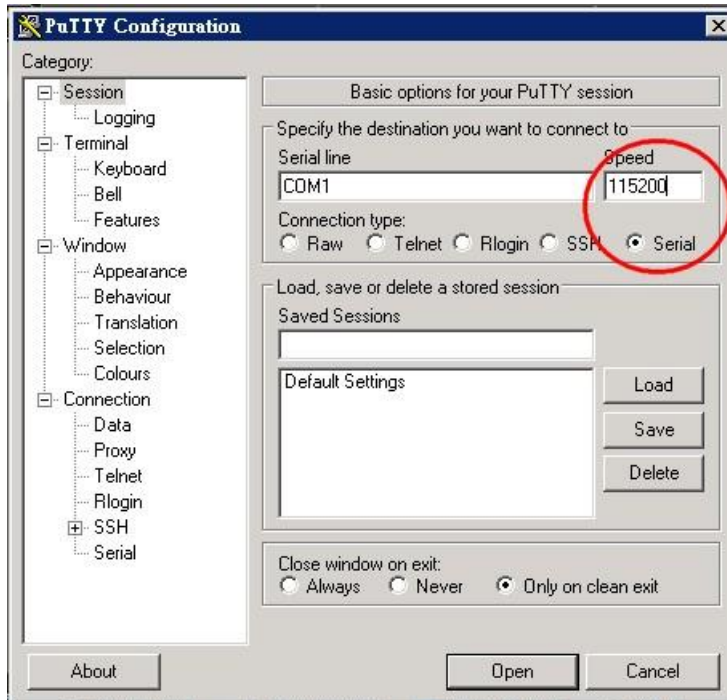 PuTTY Configuration
Category:
Session
Logging
Terminal
Keyboard
Bell
Features
Window
Appearance
Behaviour
Translation
Selection
Colours
Connection
Data
Proxy
Telnet
Rlogin
SSH
Serial
Basic options for your PuTTY session
Specify the destination you want to connect to
Serial line Speed
COM1 115200
Connection type:
Raw Telnet Rlogin SSH Serial
Load, save or delete a stored session
Saved Sessions
Default Settings
Load
Save
Delete
Close window on exit:
Always Never Only on clean exit
About Open Cancel